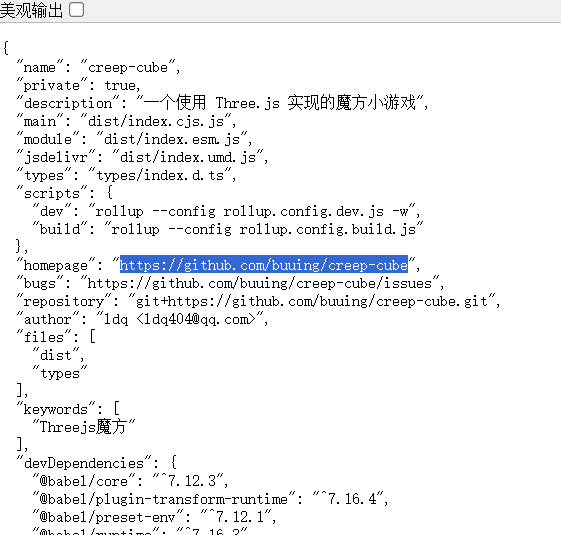 美观输出
{
"name": "creep-cube",
"private": true,
"description": "一个使用 Three.js 实现的魔方小游戏",
"main": "dist/index.cjs.js",
"module": "dist/index.esm.js",
"jsdelivr": "dist/index.umd.js",
"types": "types/index.d.ts",
"scripts": {
"dev": "rollup --config rollup.config.dev.js -w",
"build": "rollup --config rollup.config.build.js"
},
"homepage": "https://github.com/buuing/creep-cube",
"bugs": "https://github.com/buuing/creep-cube/issues",
"repository": "git+https://github.com/buuing/creep-cube.git",
"author": "ldq <ldq404@qq.com>",
"files": [
"dist",
"types"
],
"keywords": [
"Threejs魔方"
],
"devDependencies": {
"@babel/core": "^7.12.3",
"@babel/plugin-transform-runtime": "^7.16.4",
"@babel/preset-env": "^7.12.1",
"@babel/runtime": "^7.16.3"